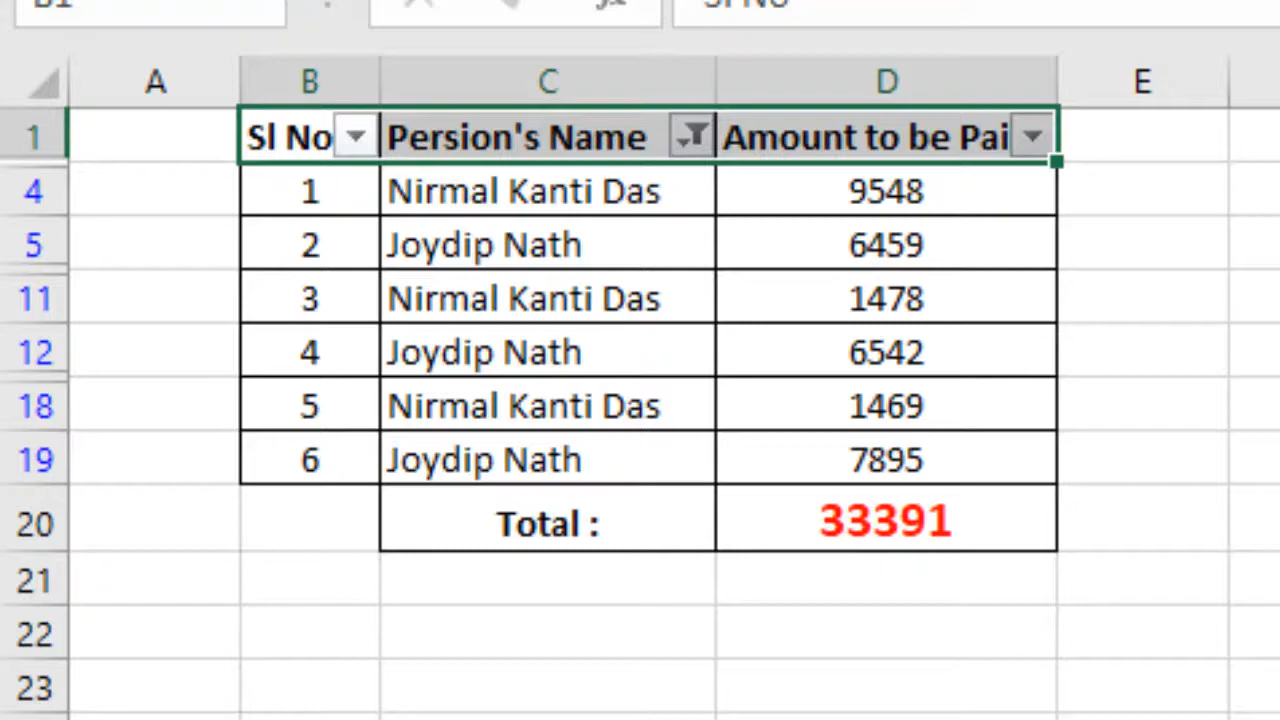 A B C D E
1 Sl No Persion's Name Amount to be Pai
4 1 Nirmal Kanti Das 9548
5 2 Joydip Nath 6459
11 3 Nirmal Kanti Das 1478
12 4 Joydip Nath 6542
18 5 Nirmal Kanti Das 1469
19 6 Joydip Nath 7895
20 Total : 33391
21
22
23